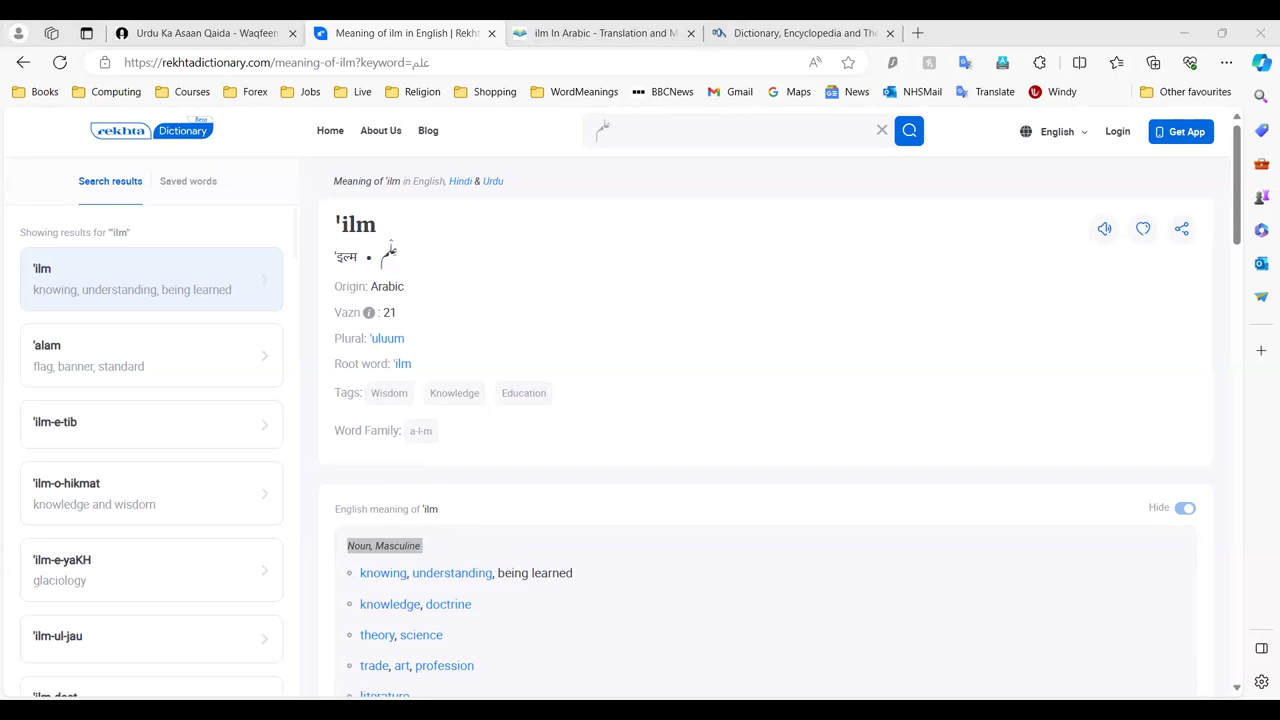 Urdu Ka Asaan Qaida - Waqfeen
Meaning of ilm in English | Rekht
ilm In Arabic - Translation and M
Dictionary, Encyclopedia and The
https://rekhtadictionary.com/meaning-of-ilm?keyword=علم
Books
Computing
Courses
Forex
Jobs
Live
Religion
Shopping
WordMeanings
BBCNews
Gmail
Maps
News
NHSMail
Translate
Windy
Other favourites
rekhta Dictionary Beta
Home
About Us
Blog
علم
English
Login
Get App
Search results
Saved words
Meaning of 'ilm in English, Hindi & Urdu
Showing results for "'ilm"
'ilm
knowing, understanding, being learned
'alam
flag, banner, standard
'ilm-e-tib
'ilm-o-hikmat
knowledge and wisdom
'ilm-e-yaKH
glaciology
'ilm-ul-jau
'ilm-dost
'ilm
'इल्म • عِلْم
Origin: Arabic
Vazn i : 21
Plural: 'uluum
Root word: 'ilm
Tags: Wisdom Knowledge Education
Word Family: a-l-m
English meaning of 'ilm
Hide
Noun, Masculine
knowing, understanding, being learned
knowledge, doctrine
theory, science
trade, art, profession
literature